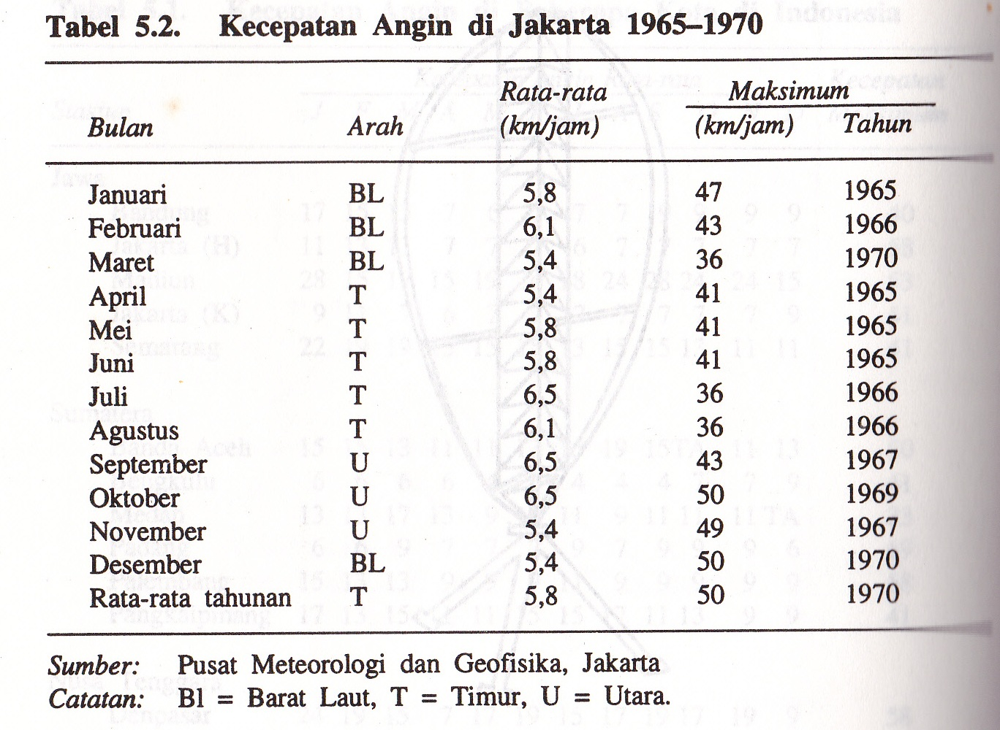 Tabel 5.2. Kecepatan Angin di Jakarta 1965–1970
Rata-rata Maksimum
Bulan Arah (km/jam) (km/jam) Tahun
Januari BL 5,8 47 1965
Februari BL 6,1 43 1966
Maret BL 5,4 36 1970
April T 5,4 41 1965
Mei T 5,8 41 1965
Juni T 5,8 41 1965
Juli T 6,5 36 1966
Agustus T 6,1 36 1966
September U 6,5 43 1967
Oktober U 6,5 50 1969
November U 5,4 49 1967
Desember BL 5,4 50 1970
Rata-rata tahunan T 5,8 50 1970
Sumber: Pusat Meteorologi dan Geofisika, Jakarta
Catatan: Bl = Barat Laut, T = Timur, U = Utara.